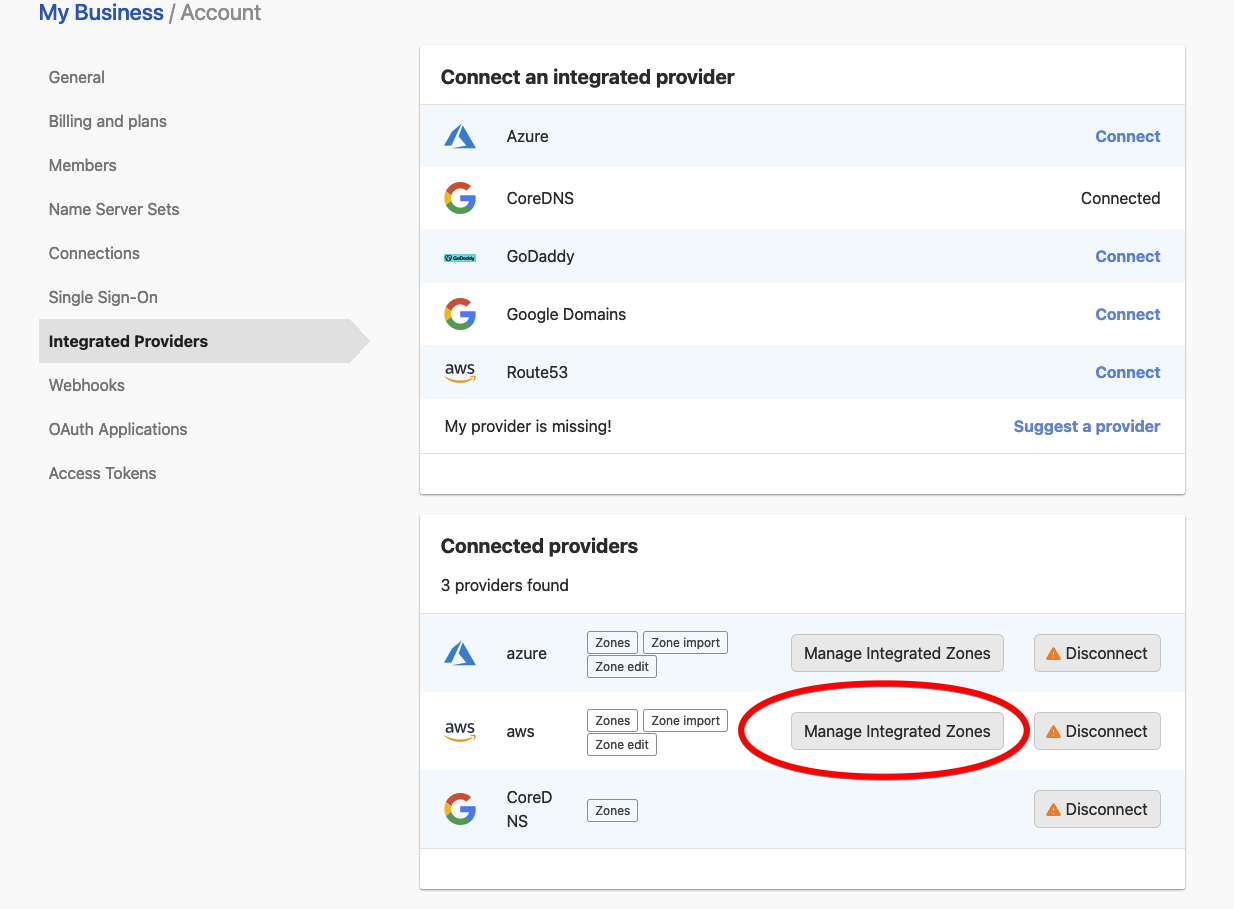 My Business / Account
General
Billing and plans
Members
Name Server Sets
Connections
Single Sign-On
Integrated Providers
Webhooks
OAuth Applications
Access Tokens
Connect an integrated provider
Azure Connect
CoreDNS Connected
GoDaddy GoDaddy Connect
Google Domains Connect
aws Route53 Connect
My provider is missing! Suggest a provider
Connected providers
3 providers found
azure Zones Zone import Manage Integrated Zones Disconnect
Zone edit
aws aws Zones Zone import Manage Integrated Zones Disconnect
Zone edit
CoreD
NS Zones Disconnect